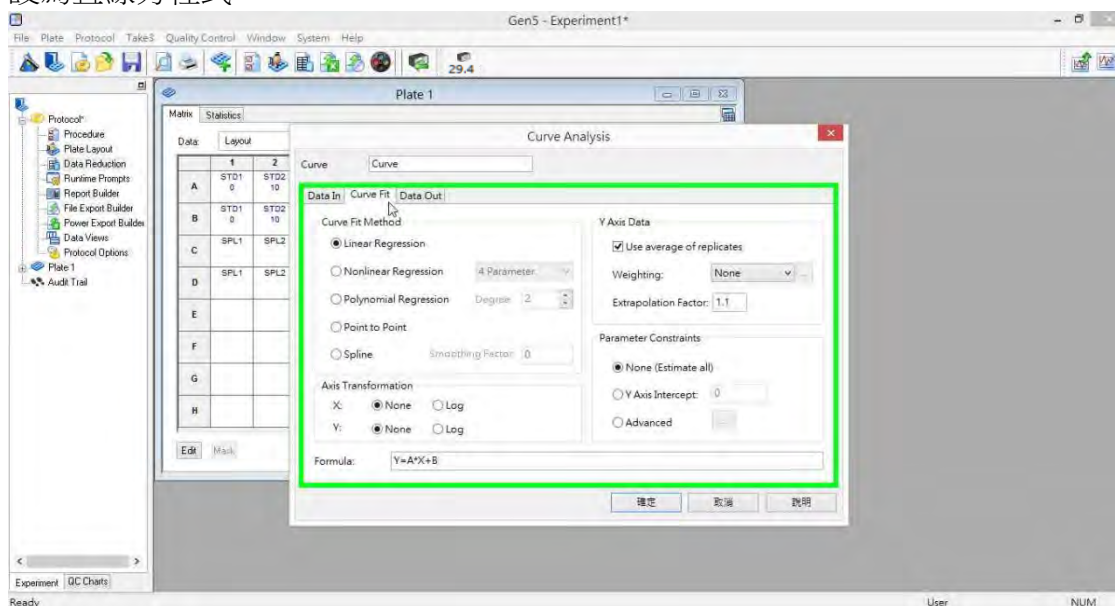 Gen5 - Experiment1*
File Plate Protocol Take3 Quality Control Window System Help
29.4
Plate 1
Protocol*
Procedure
Plate Layout
Data Reduction
Runtime Prompts
Report Builder
File Export Builder
Power Export Builder
Data Views
Protocol Options
Plate 1
Audit Trail
Matrix Statistics
Data: Layout
1 2
A STD1 STD2
0 10
B STD1 STD2
0 10
C SPL1 SPL2
D SPL1 SPL2
E
F
G
H
Edit Mask
Curve Analysis
Curve Curve
Data In Curve Fit Data Out
Curve Fit Method
Linear Regression
Nonlinear Regression 4 Parameter
Polynomial Regression Degree 2
Point to Point
Spline Smoothing Factor 0
Axis Transformation
X: None Log
Y: None Log
Y Axis Data
Use average of replicates
Weighting: None
Extrapolation Factor: 1.1
Parameter Constraints
None (Estimate all)
Y Axis Intercept: 0
Advanced
Formula: Y=A*X+B
確定 取消 說明
Experiment QC Charts
Ready User NUM